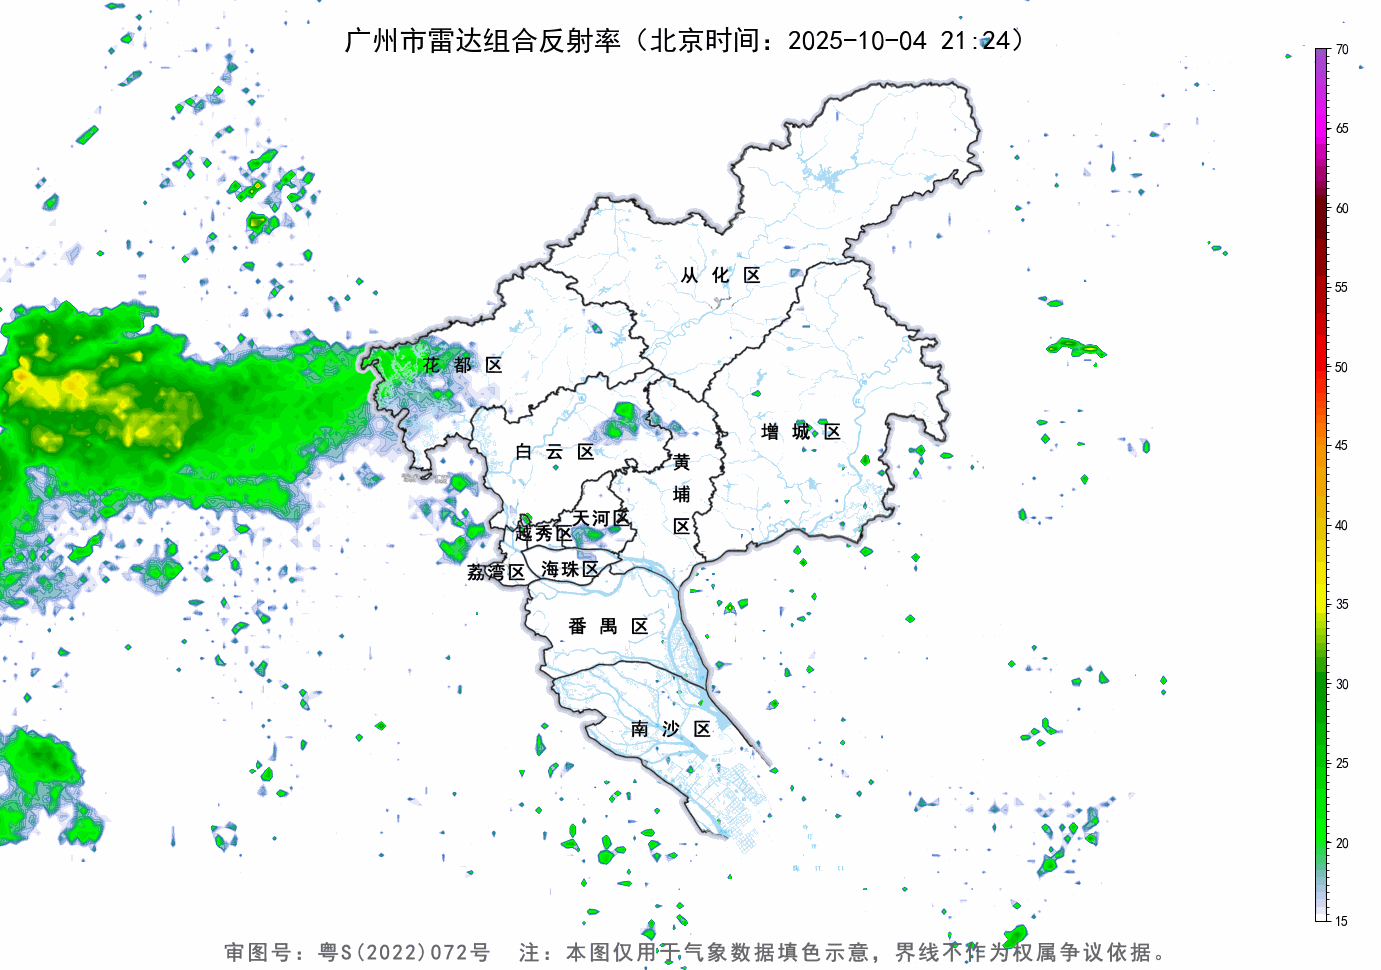 广州市雷达组合反射率（北京时间：2025-10-04 21:24）
70
65
60
55
50
45
40
35
30
25
20
15
从化区
花都区
增城区
白云区
黄埔区
天河区
越秀区
荔湾区
海珠区
番禺区
南沙区
审图号：粤S(2022)072号 注：本图仅用于气象数据填色示意，界线不作为权属争议依据。